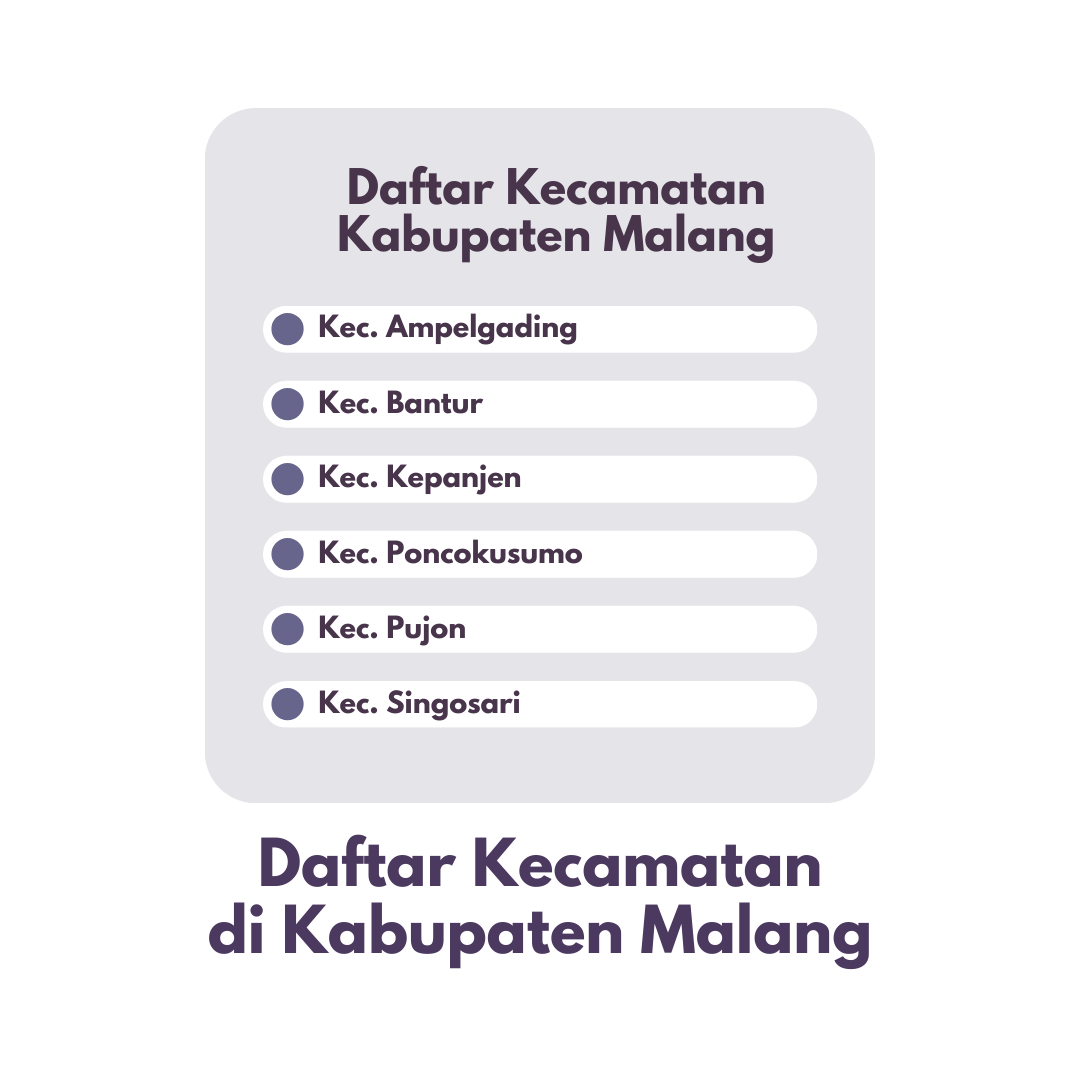 Daftar Kecamatan
Kabupaten Malang
Kec. Ampelgading
Kec. Bantur
Kec. Kepanjen
Kec. Poncokusumo
Kec. Pujon
Kec. Singosari
Daftar Kecamatan
di Kabupaten Malang